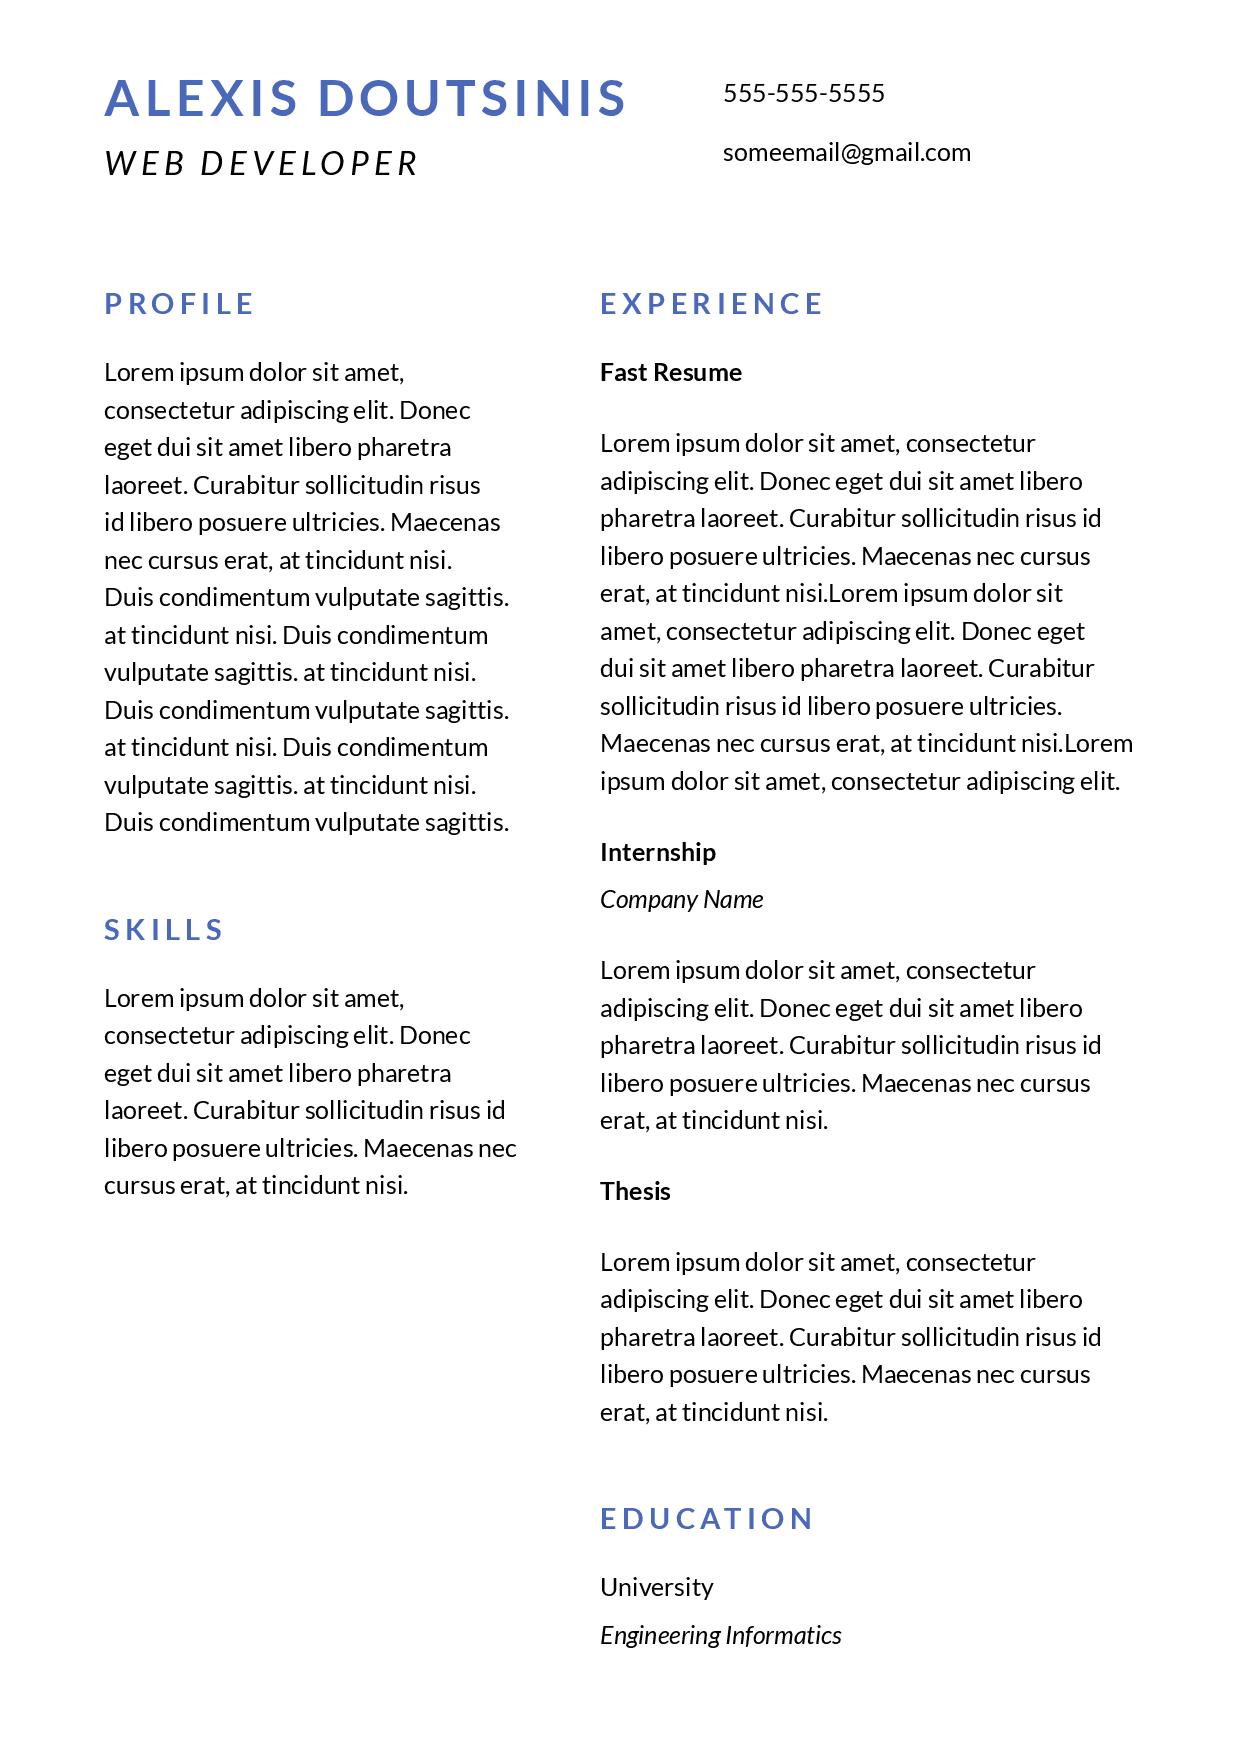 ALEXIS DOUTSINIS
WEB DEVELOPER
555-555-5555
someemail@gmail.com
PROFILE
Lorem ipsum dolor sit amet,
consectetur adipiscing elit. Donec
eget dui sit amet libero pharetra
laoreet. Curabitur sollicitudin risus
id libero posuere ultricies. Maecenas
nec cursus erat, at tincidunt nisi.
Duis condimentum vulputate sagittis.
at tincidunt nisi. Duis condimentum
vulputate sagittis. at tincidunt nisi.
Duis condimentum vulputate sagittis.
at tincidunt nisi. Duis condimentum
vulputate sagittis. at tincidunt nisi.
Duis condimentum vulputate sagittis.
SKILLS
Lorem ipsum dolor sit amet,
consectetur adipiscing elit. Donec
eget dui sit amet libero pharetra
laoreet. Curabitur sollicitudin risus id
libero posuere ultricies. Maecenas nec
cursus erat, at tincidunt nisi.
EXPERIENCE
Fast Resume
Lorem ipsum dolor sit amet, consectetur
adipiscing elit. Donec eget dui sit amet libero
pharetra laoreet. Curabitur sollicitudin risus id
libero posuere ultricies. Maecenas nec cursus
erat, at tincidunt nisi.Lorem ipsum dolor sit
amet, consectetur adipiscing elit. Donec eget
dui sit amet libero pharetra laoreet. Curabitur
sollicitudin risus id libero posuere ultricies.
Maecenas nec cursus erat, at tincidunt nisi.Lorem
ipsum dolor sit amet, consectetur adipiscing elit.
Internship
Company Name
Lorem ipsum dolor sit amet, consectetur
adipiscing elit. Donec eget dui sit amet libero
pharetra laoreet. Curabitur sollicitudin risus id
libero posuere ultricies. Maecenas nec cursus
erat, at tincidunt nisi.
Thesis
Lorem ipsum dolor sit amet, consectetur
adipiscing elit. Donec eget dui sit amet libero
pharetra laoreet. Curabitur sollicitudin risus id
libero posuere ultricies. Maecenas nec cursus
erat, at tincidunt nisi.
EDUCATION
University
Engineering Informatics